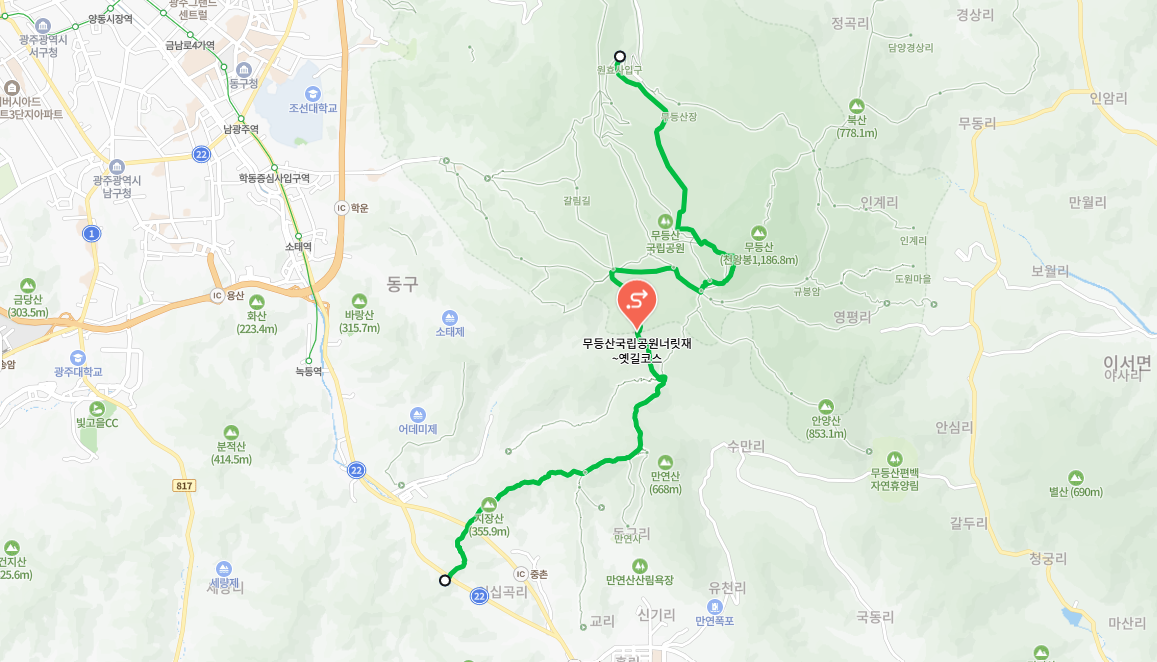 양동시장역
센트럴
광주광역시
서구청
금남로4가역
동구청
조선대학교
남광주역
22
광주광역시
남구청
학동증심사입구역
IC 학운
1
소태역
금당산
(303.5m)
IC 용산
화산
(223.4m)
바랑산
(315.7m)
동구
소태제
녹동역
광주대학교
송암
빛고을CC
분적산
(414.5m)
어데미제
817
22
지장산
(355.9m)
IC 중촌
22
세량제
십곡리
교리
신기리
유천리
만연폭포
만연산산림욕장
만연사
만연산
(668m)
수만리
원효사입구
무등산장
갈림길
무등산
국립공원
무등산
(천왕봉1,186.8m)
무등산국립공원너릿재
~옛길코스
정곡리
경상리
담양경상리
북산
(778.1m)
무동리
인암리
인계리
인계리
만월리
보월리
도원마을
규봉암
영평리
이서면
야사리
안양산
(853.1m)
안심리
무등산편백
자연휴양림
별산 (690m)
갈두리
청궁리
국동리
마산리